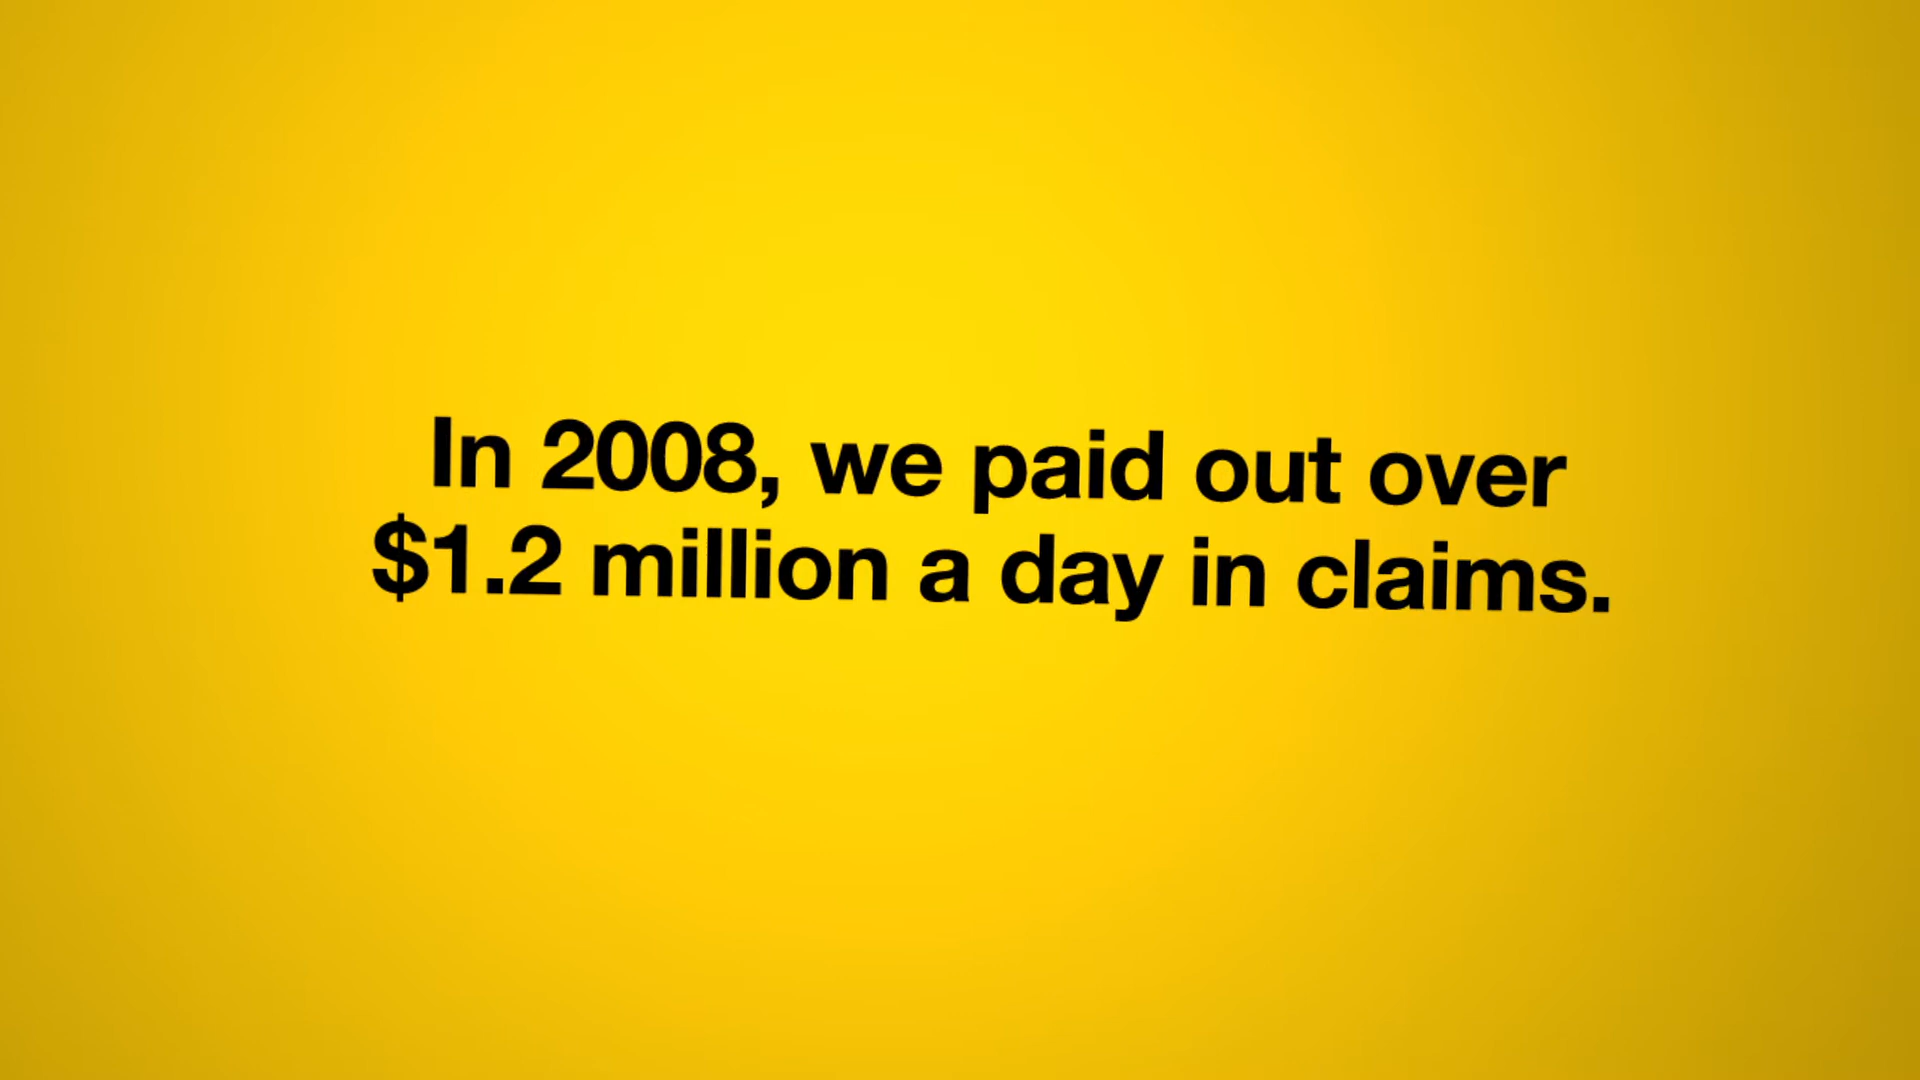 In 2008, we paid out over
$1.2 million a day in claims.